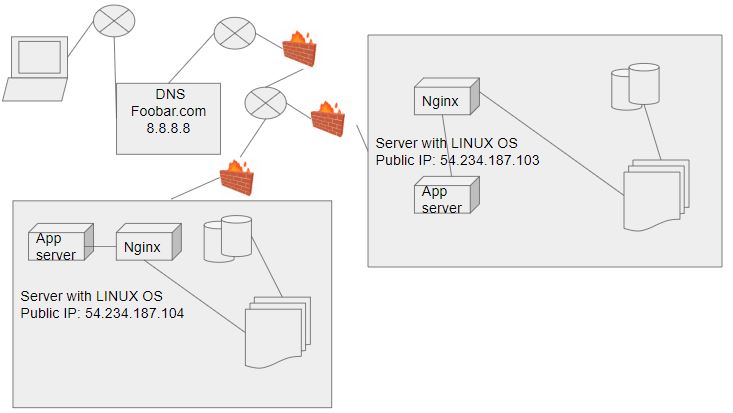 DNS
Foobar.com
8.8.8.8
Nginx
Server with LINUX OS
Public IP: 54.234.187.103
App
server
App
server
Nginx
Server with LINUX OS
Public IP: 54.234.187.104